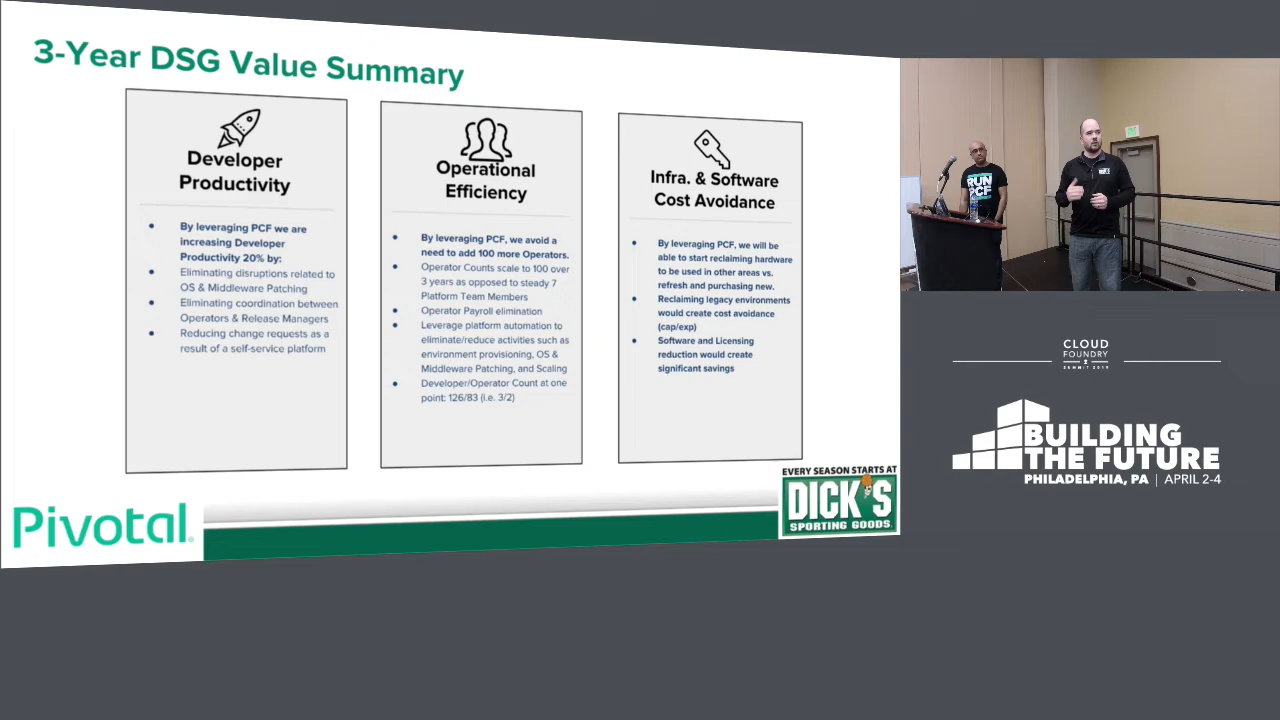 3-Year DSG Value Summary
Developer
Productivity
By leveraging PCF we are
increasing Developer
Productivity 20% by:
Eliminating disruptions related to
OS & Middleware Patching
Eliminating coordination between
Operators & Release Managers
Reducing change requests as a
result of a self-service platform
Operational
Efficiency
By leveraging PCF, we avoid a
need to add 100 more Operators.
Operator Counts scale to 100 over
3 years as opposed to steady 7
Platform Team Members
Operator Payroll elimination
Leverage platform automation to
eliminate/reduce activities such as
environment provisioning, OS &
Middleware Patching, and Scaling
Developer/Operator Count at one
point: 126/83 (i.e. 3/2)
Infra. & Software
Cost Avoidance
By leveraging PCF, we will be
able to start reclaiming hardware
to be used in other areas vs.
refresh and purchasing new.
Reclaiming legacy environments
would create cost avoidance
(cap/exp)
Software and Licensing
reduction would create
significant savings
Pivotal.
EVERY SEASON STARTS AT
DICK'S
SPORTING GOODS
RUN
PCF
CLOUD
FOUNDRY
SUMMIT 2019
BUILDING
THE FUTURE
PHILADELPHIA, PA | APRIL 2-4